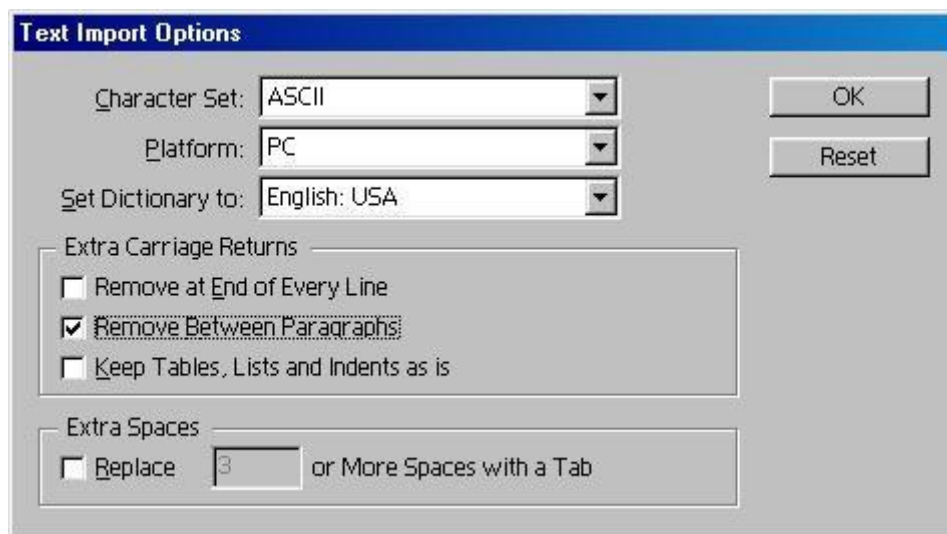 Text Import Options
Character Set: ASCII
OK
Platform: PC
Reset
Set Dictionary to: English: USA
Extra Carriage Returns
Remove at End of Every Line
Remove Between Paragraphs
Keep Tables, Lists and Indents as is
Extra Spaces
Replace 3 or More Spaces with a Tab